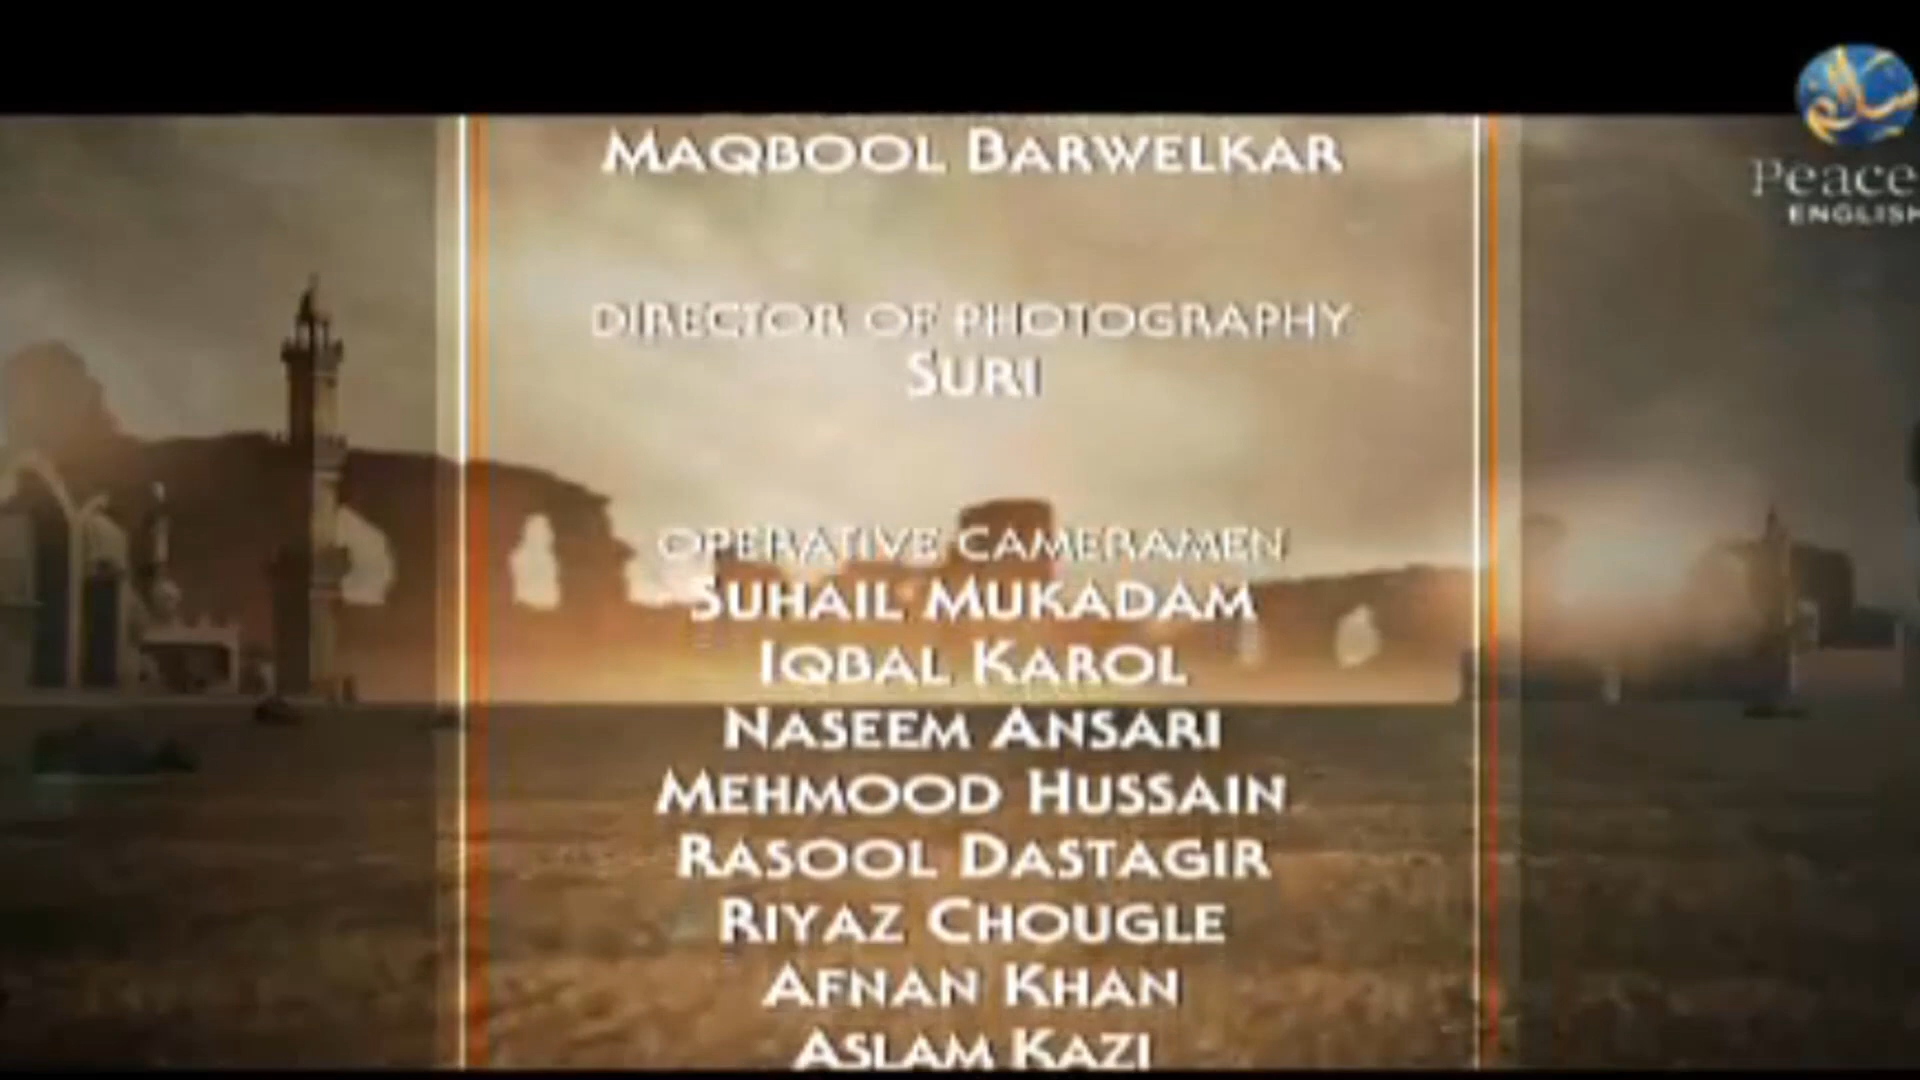 MAQBOOL BARWELKAR
DIRECTOR OF PHOTOGRAPHY
SURI
OPERATIVE CAMERAMEN
SUHAIL MUKADAM
IQBAL KAROL
NASEEM ANSARI
MEHMOOD HUSSAIN
RASOOL DASTAGIR
RIYAZ CHOUGLE
AFNAN KHAN
ASLAM KAZI
سلام
Peace
ENGLISH